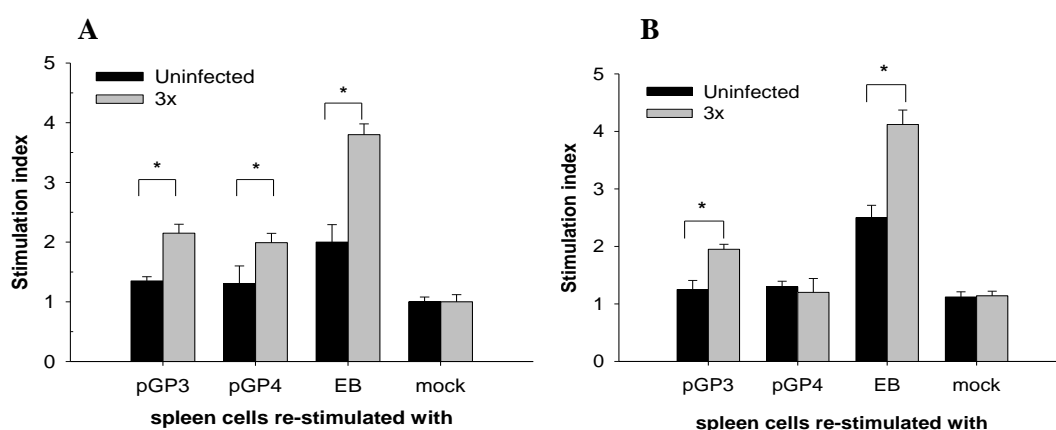 A
Stimulation index
5
4
3
2
1
0
Uninfected
3x
*
*
*
pGP3 pGP4 EB mock
spleen cells re-stimulated with
B
Stimulation index
5
4
3
2
1
0
Uninfected
3x
*
*
pGP3 pGP4 EB mock
spleen cells re-stimulated with